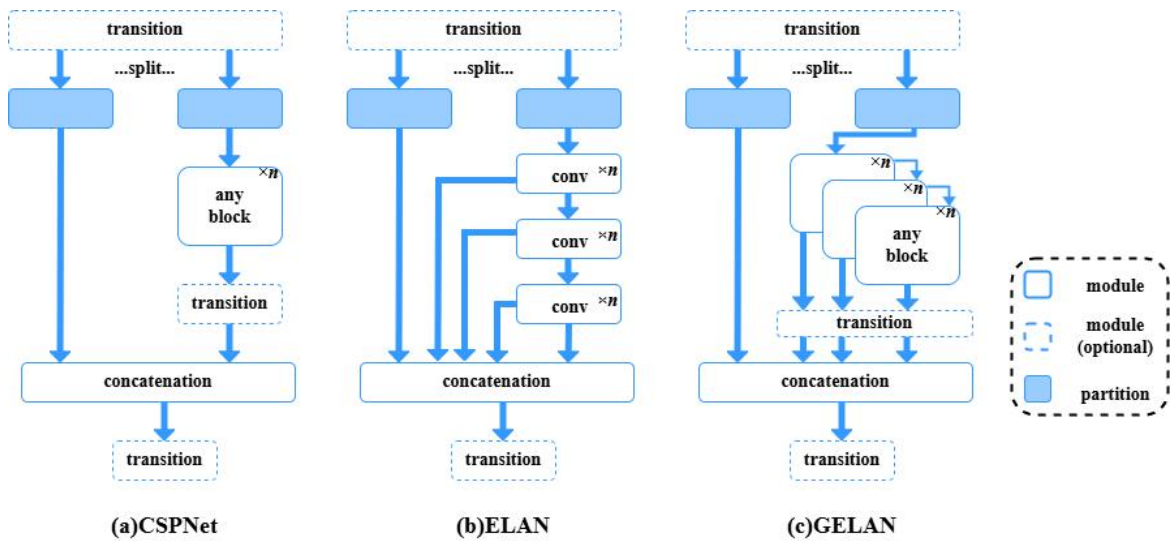 transition
...split...
×n
any
block
transition
concatenation
transition
(a)CSPNet
transition
...split...
conv ×n
conv ×n
conv ×n
concatenation
transition
(b)ELAN
transition
...split...
×n
×n
×n
any
block
transition
concatenation
transition
(c)GELAN
module
module
(optional)
partition